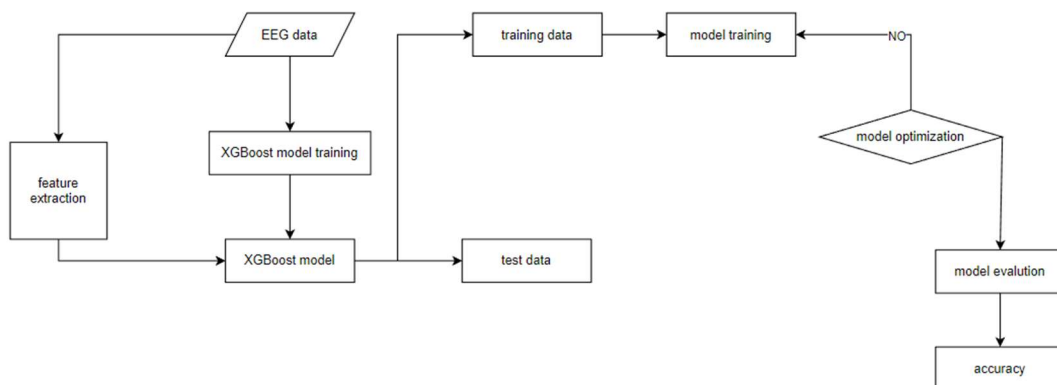 EEG data
training data
model training
NO
model optimization
XGBoost model training
feature
extraction
XGBoost model
test data
model evalution
accuracy